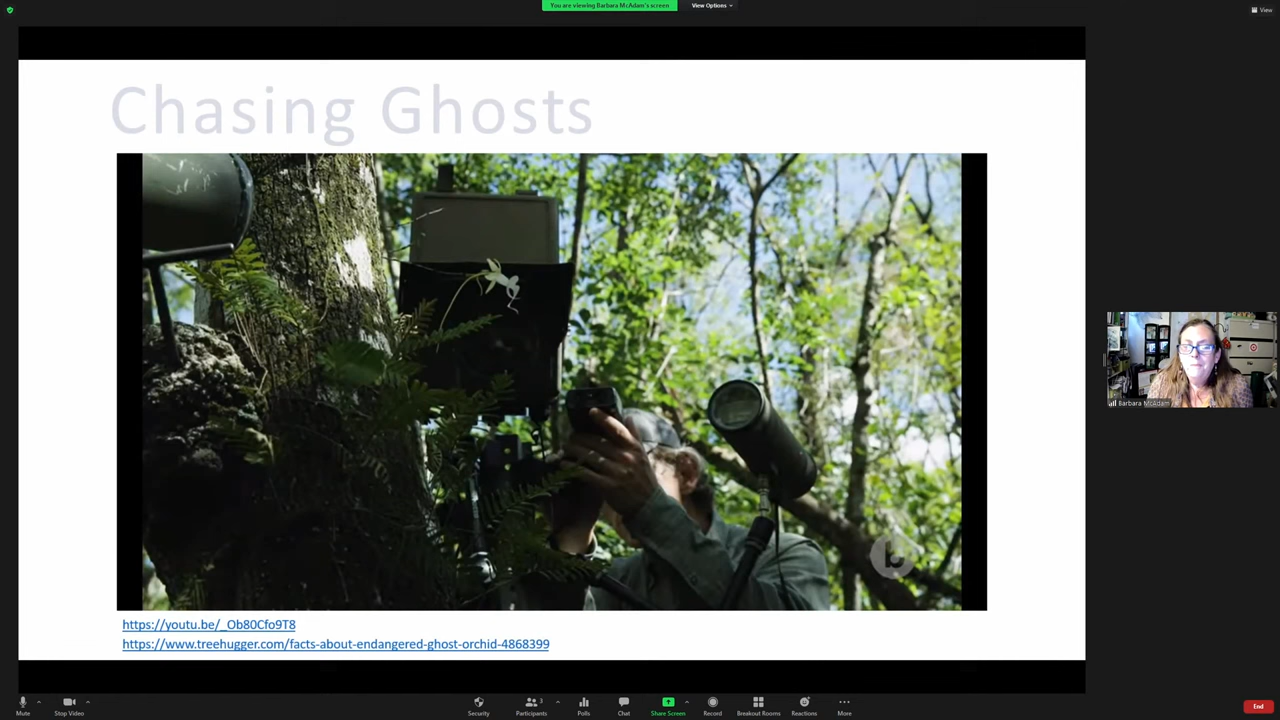 You are viewing Barbara McAdam's screen
View Options
View
Chasing Ghosts
b
Barbara McAdam
https://youtu.be/_Ob80Cfo9T8
https://www.treehugger.com/facts-about-endangered-ghost-orchid-4868399
Mute
Stop Video
Security
3
Participants
Polls
Chat
Share Screen
Record
Breakout Rooms
Reactions
More
End